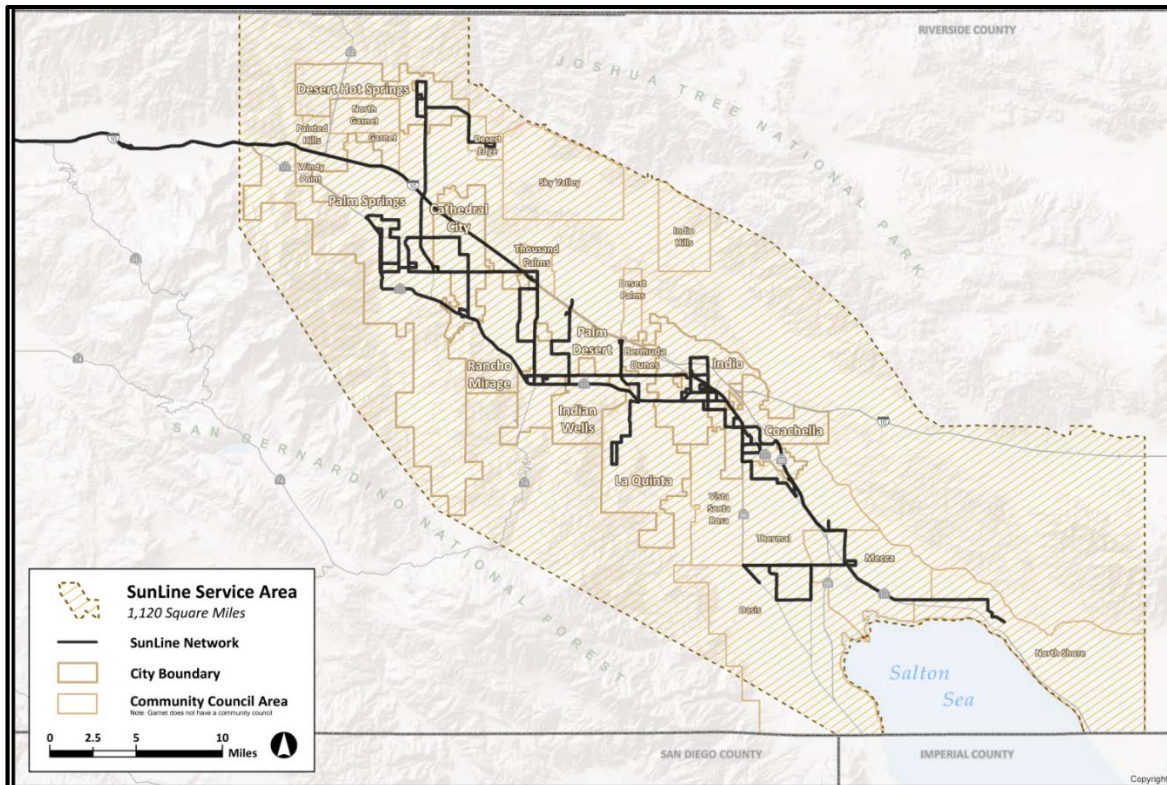 RIVERSIDE COUNTY
JOSHUA TREE NATIONAL PARK
Desert Hot Springs
North
Garnet
Painted
Hills
Garnet
Desert
Edge
Windy
Point
Sky Valley
Palm Springs
Cathedral
City
Indio
Hills
Thousand
Palms
Desert
Palms
Palm
Desert
Bermuda
Dunes
Indio
Rancho
Mirage
Indian
Wells
Coachella
SAN BERNARDINO NATIONAL FOREST
La Quinta
Vista
Santa
Rosa
Thermal
Mecca
Oasis
North Shore
Salton
Sea
SunLine Service Area
1,120 Square Miles
SunLine Network
City Boundary
Community Council Area
Note: Garnet does not have a community council
0 2.5 5 10
Miles
SAN DIEGO COUNTY
IMPERIAL COUNTY
Copyright